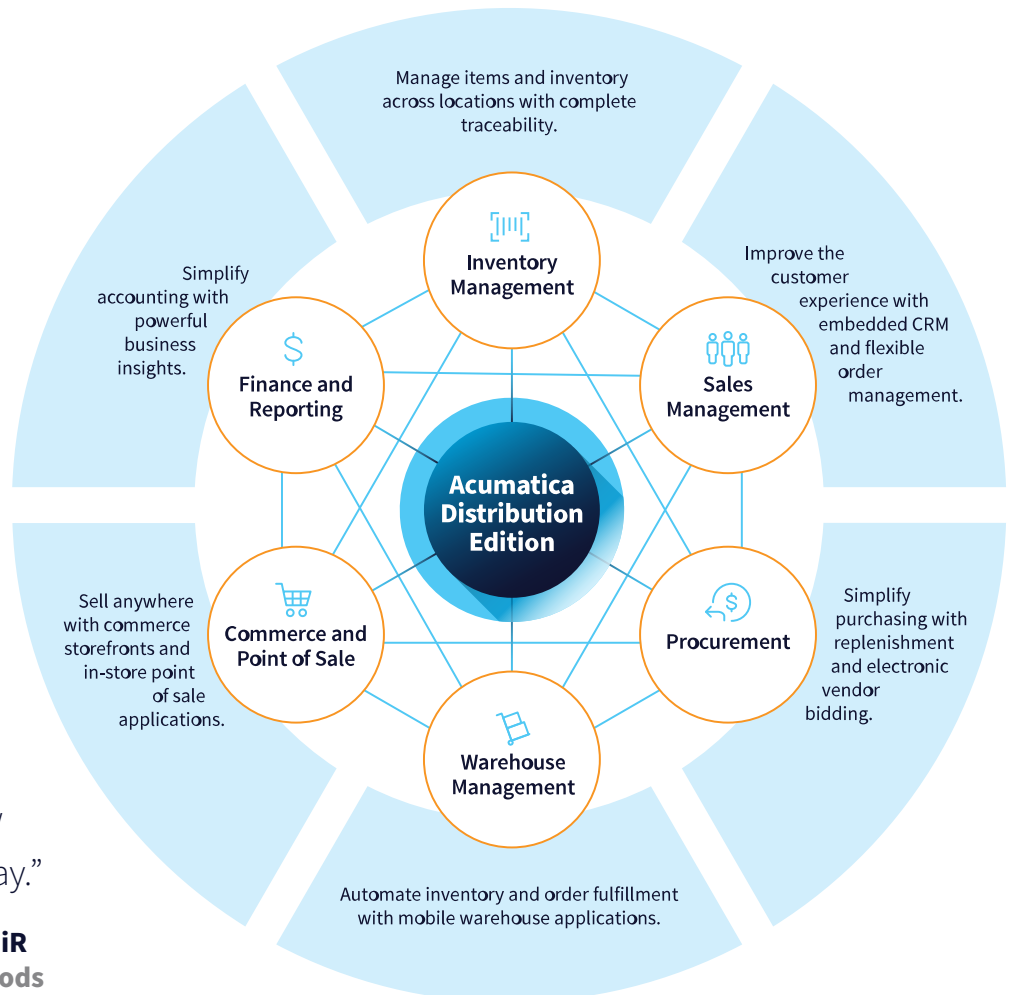 Manage items and inventory
across locations with complete
traceability.
Inventory
Management
Improve the
customer
experience with
embedded CRM
and flexible
order
management.
Sales
Management
Simplify
accounting with
powerful
business
insights.
Finance and
Reporting
Acumatica
Distribution
Edition
Sell anywhere
with commerce
storefronts and
in-store point
of sale
applications.
Commerce and
Point of Sale
Simplify
purchasing with
replenishment
and electronic
vendor
bidding.
Procurement
Warehouse
Management
Automate inventory and order fulfillment
with mobile warehouse applications.
ay.”
iR
ods